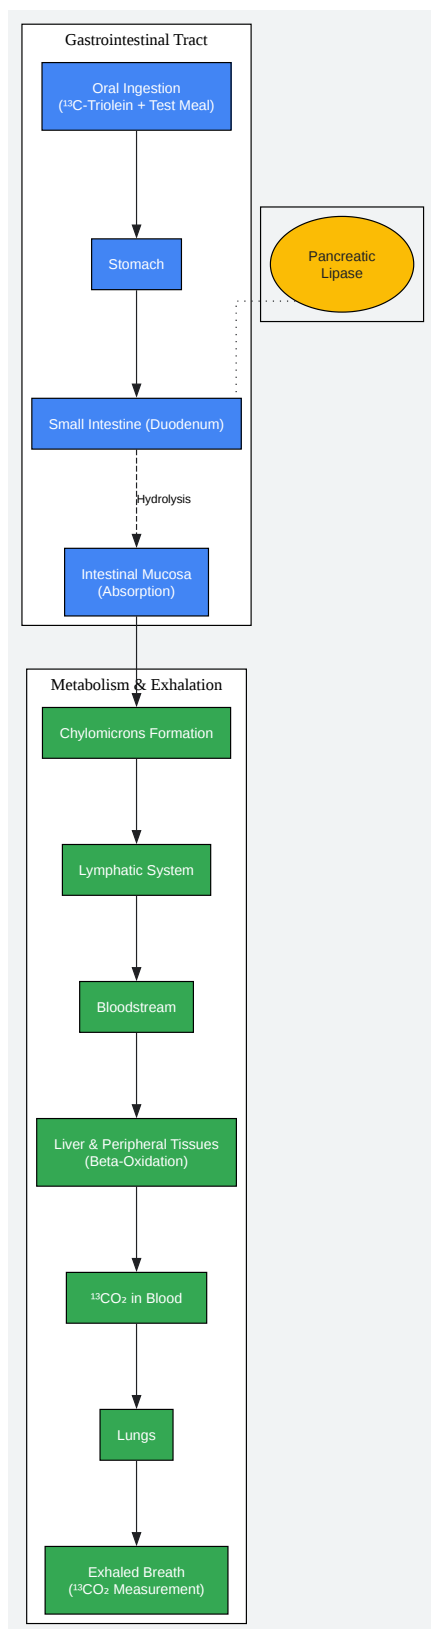 Gastrointestinal Tract
Oral Ingestion
(¹³C-Triolein + Test Meal)
Stomach
Pancreatic
Lipase
Small Intestine (Duodenum)
Hydrolysis
Intestinal Mucosa
(Absorption)
Metabolism & Exhalation
Chylomicrons Formation
Lymphatic System
Bloodstream
Liver & Peripheral Tissues
(Beta-Oxidation)
¹³CO₂ in Blood
Lungs
Exhaled Breath
(¹³CO₂ Measurement)